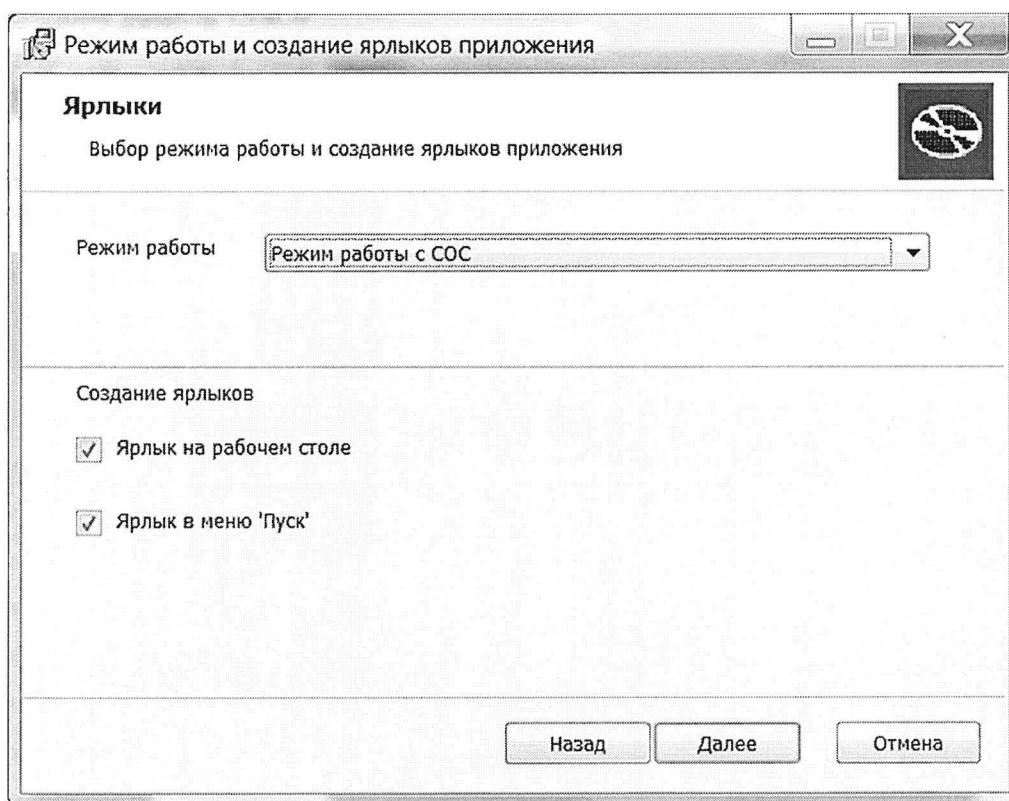 Режим работы и создание ярлыков приложения
Ярлыки
Выбор режима работы и создание ярлыков приложения
Режим работы
Режим работы с СОС
Создание ярлыков
Ярлык на рабочем столе
Ярлык в меню 'Пуск'
Назад
Далее
Отмена